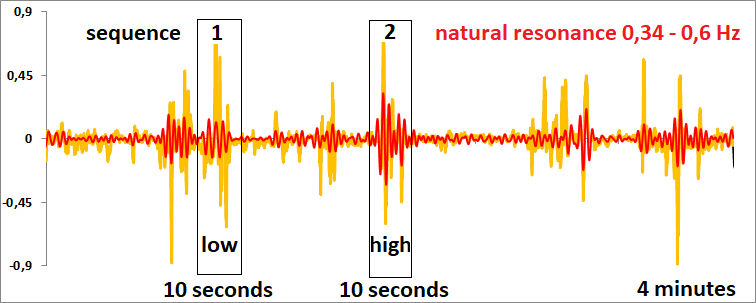 0,9
sequence 1 2 natural resonance 0,34 - 0,6 Hz
0,45
0
-0,45
low high
-0,9
10 seconds 10 seconds 4 minutes